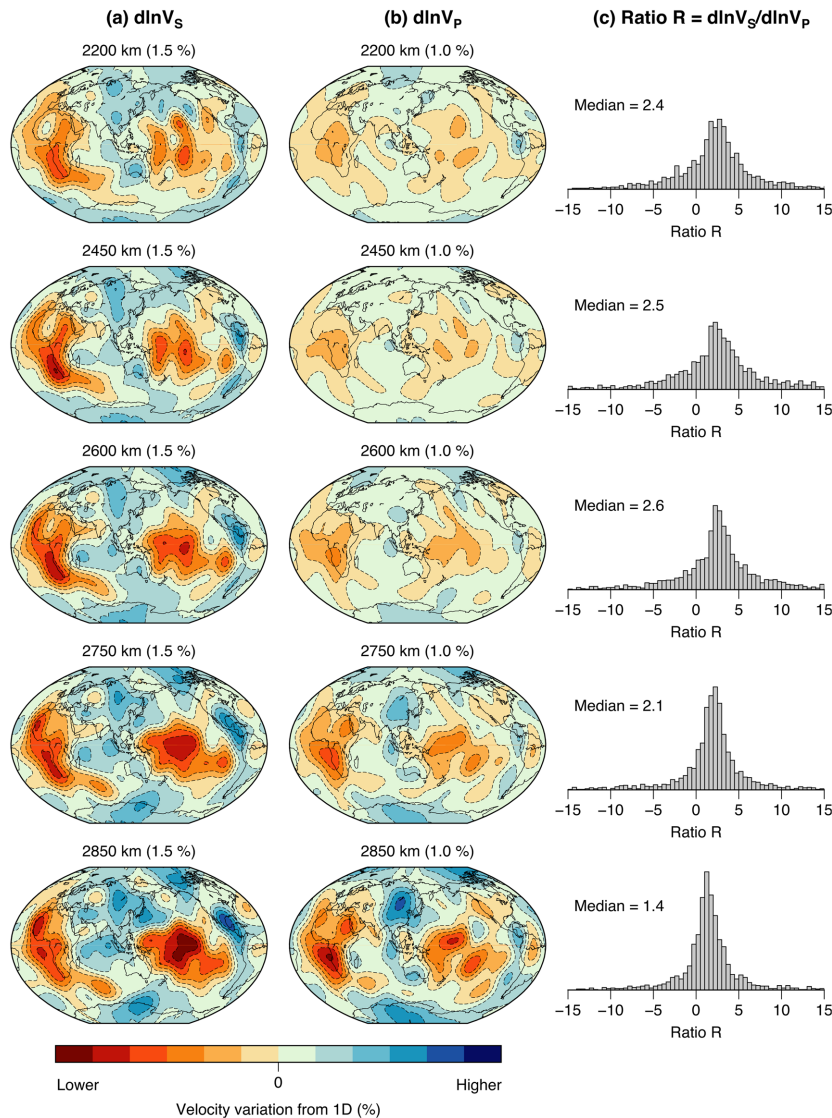 (a) dlnVS
(b) dlnVP
(c) Ratio R = dlnVS/dlnVP
2200 km (1.5 %)
2200 km (1.0 %)
Median = 2.4
−15 −10 −5 0 5 10 15
Ratio R
2450 km (1.5 %)
2450 km (1.0 %)
Median = 2.5
−15 −10 −5 0 5 10 15
Ratio R
2600 km (1.5 %)
2600 km (1.0 %)
Median = 2.6
−15 −10 −5 0 5 10 15
Ratio R
2750 km (1.5 %)
2750 km (1.0 %)
Median = 2.1
−15 −10 −5 0 5 10 15
Ratio R
2850 km (1.5 %)
2850 km (1.0 %)
Median = 1.4
−15 −10 −5 0 5 10 15
Ratio R
Lower 0 Higher
Velocity variation from 1D (%)